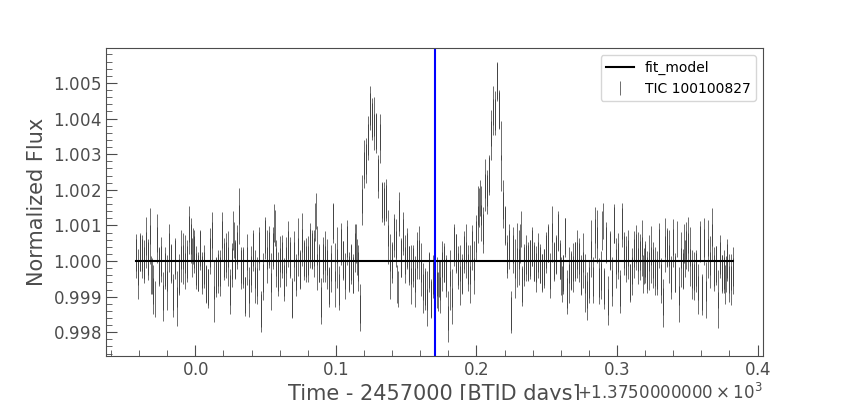 fit_model
TIC 100100827
1.005
1.004
1.003
1.002
1.001
1.000
0.999
0.998
Normalized Flux
0.0 0.1 0.2 0.3 0.4
Time - 2457000 [BTJD days]
+1.3750000000 × 10³